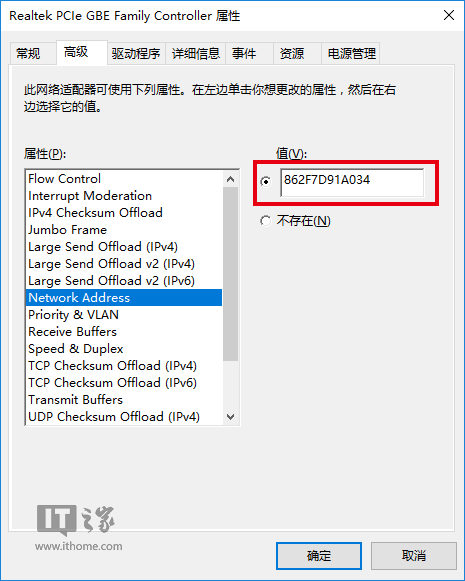 Realtek PCIe GBE Family Controller 属性
常规 高级 驱动程序 详细信息 事件 资源 电源管理
此网络适配器可使用下列属性。在左边单击你想更改的属性，然后在右
边选择它的值。
属性(P):
值(V):
Flow Control
862F7D91A034
Interrupt Moderation
IPv4 Checksum Offload
不存在(N)
Jumbo Frame
Large Send Offload (IPv4)
Large Send Offload v2 (IPv4)
Large Send Offload v2 (IPv6)
Network Address
Priority & VLAN
Receive Buffers
Speed & Duplex
TCP Checksum Offload (IPv4)
TCP Checksum Offload (IPv6)
Transmit Buffers
UDP Checksum Offload (IPv4)
IT之家
www.ithome.com
确定 取消